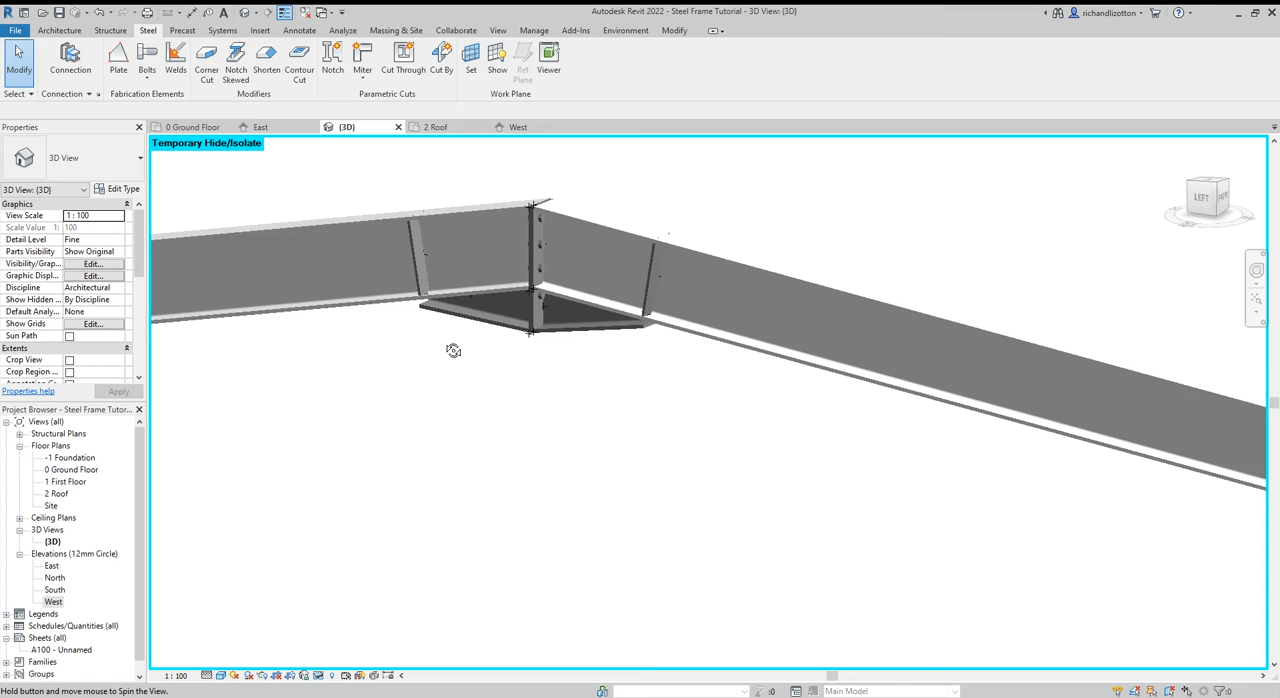 Autodesk Revit 2022 - Steel Frame Tutorial - 3D View: {3D}
richandlizotton
File Architecture Structure Steel Precast Systems Insert Annotate Analyze Massing & Site Collaborate View Manage Add-Ins Environment Modify
Modify Connection Plate Bolts Welds Corner Cut Notch Skewed Shorten Contour Cut Notch Miter Cut Through Cut By Set Show Ref Plane Viewer
Select Connection Fabrication Elements Modifiers Parametric Cuts Work Plane
Properties
0 Ground Floor East {3D} 2 Roof West
Temporary Hide/Isolate
3D View
3D View: {3D} Edit Type
Graphics
View Scale 1 : 100
Scale Value 1: 100
Detail Level Fine
Parts Visibility Show Original
Visibility/Grap... Edit...
Graphic Displ... Edit...
Discipline Architectural
Show Hidden ... By Discipline
Default Analy... None
Show Grids Edit...
Sun Path
Extents
Crop View
Crop Region ...
Properties help Apply
LEFT
Project Browser - Steel Frame Tutor...
Views (all)
Structural Plans
Floor Plans
-1 Foundation
0 Ground Floor
1 First Floor
2 Roof
Site
Ceiling Plans
3D Views
{3D}
Elevations (12mm Circle)
East
North
South
West
Legends
Schedules/Quantities (all)
Sheets (all)
A100 - Unnamed
Families
Groups
1 : 100
Hold button and move mouse to Spin the View.
:0 Main Model :0